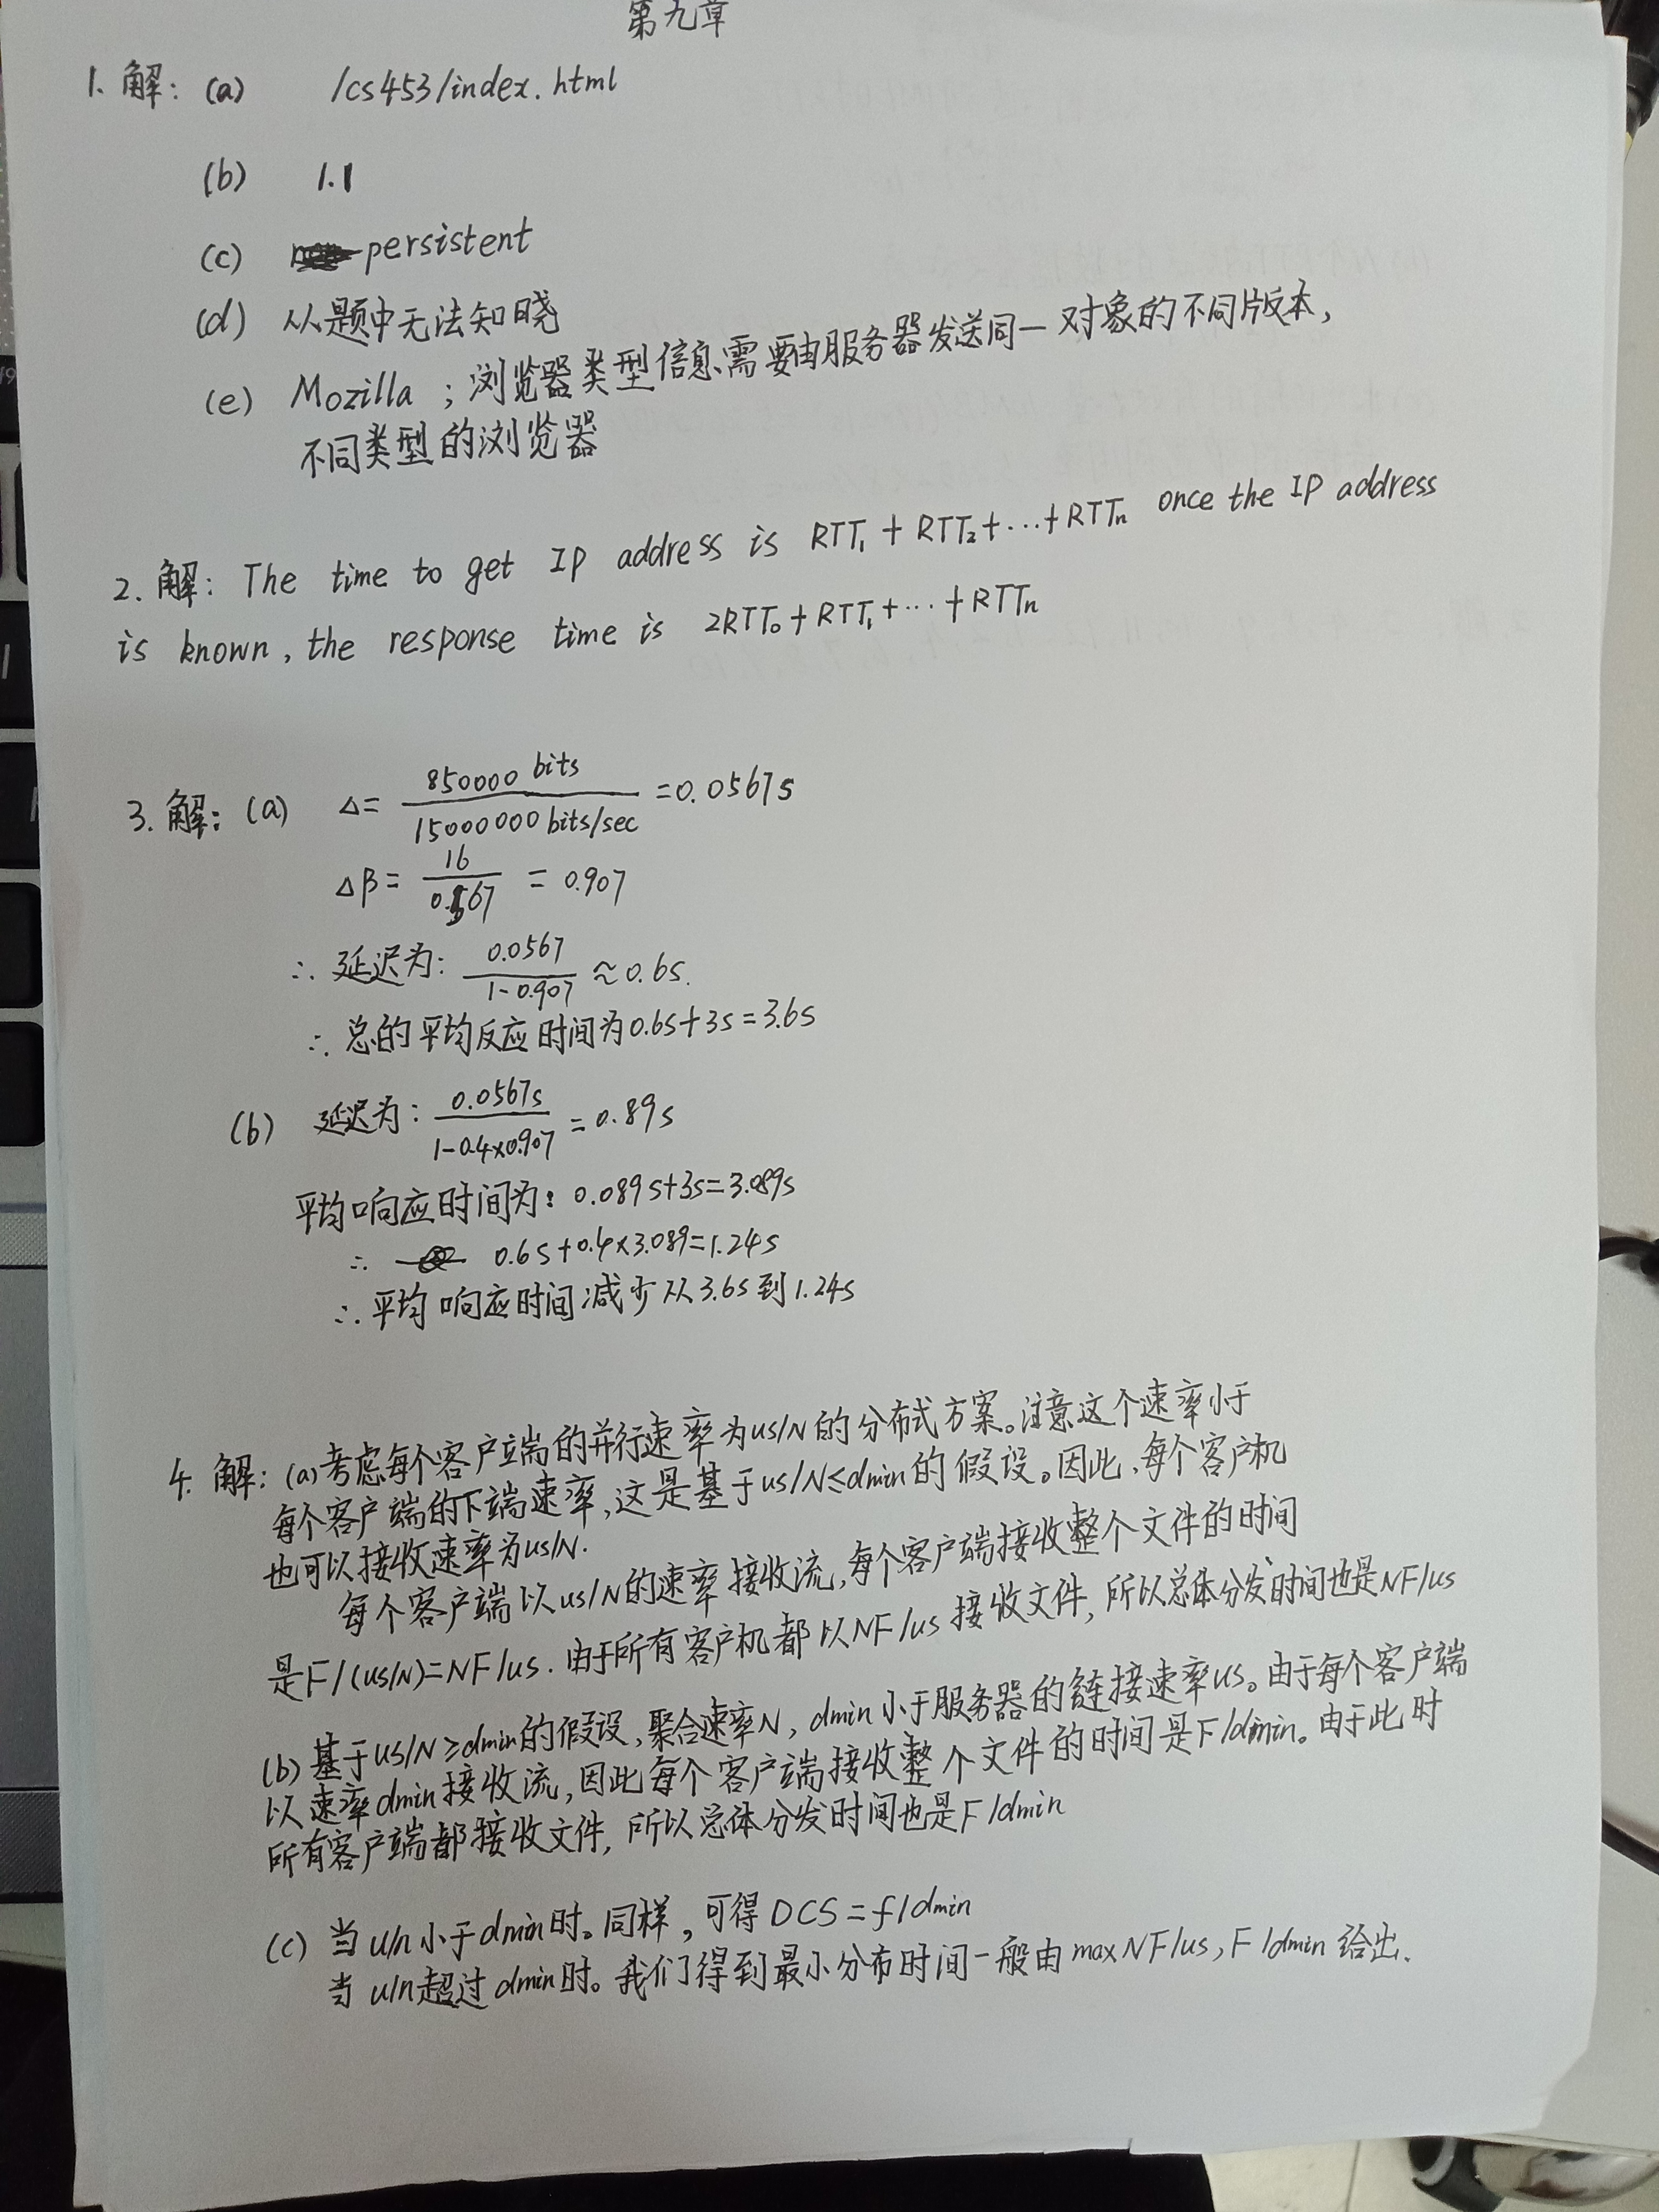 第九章
1. 解: (a) /cs453/index.html
(b) 1.1
(c) persistent
(d) 从题中无法知晓
(e) Mozilla ; 浏览器类型信息需要由服务器发送同一对象的不同版本,
不同类型的浏览器
2. 解: The time to get IP address is RTT₁ + RTT₂+…+RTTₙ once the IP address
is known, the response time is 2RTT₀+RTT₁+…+RTTₙ
3. 解: (a) Δ= 850000 bits / 15000000 bits/sec =0.0567s
Δβ= 16 / 0.567 = 0.907
∴ 延迟为: 0.0567 / 1-0.907 ≈0.6s.
∴ 总的平均反应时间为0.6s+3s=3.6s
(b) 延迟为: 0.0567s / 1-0.4×0.907 =0.89s
平均响应时间为: 0.089s+3s=3.089s
∴ 0.6s+0.4×3.089=1.24s
∴平均响应时间减少从3.6s到1.24s
4. 解: (a)考虑每个客户端的并行速率为us/N的分布式方案。注意这个速率小于
每个客户端的下端速率,这是基于us/N≤dmin的假设。因此,每个客户机
也可以接收速率为us/N.
每个客户端以us/N的速率接收流,每个客户端接收整个文件的时间
是F/(us/N)=NF/us.由于所有客户机都以NF/us接收文件,所以总体分发时间也是NF/us
(b)基于us/N≥dmin的假设,聚合速率N,dmin小于服务器的链接速率us。由于每个客户端
以速率dmin接收流,因此每个客户端接收整个文件的时间是F/dmin。由于此时
所有客户端都接收文件,所以总体分发时间也是F/dmin
(c) 当u/n小于dmin时。同样,可得DCS=f/dmin
当u/n超过dmin时。我们得到最小分布时间一般由maxNF/us,F/dmin给出.